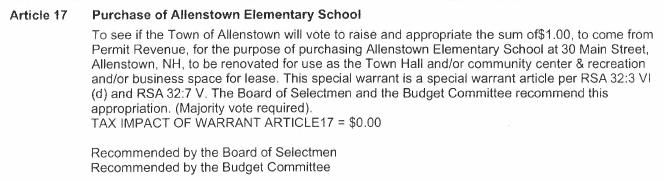 Article 17 Purchase of Allenstown Elementary School
To see if the Town of Allenstown will vote to raise and appropriate the sum of$1.00, to come from
Permit Revenue, for the purpose of purchasing Allenstown Elementary School at 30 Main Street,
Allenstown, NH, to be renovated for use as the Town Hall and/or community center & recreation
and/or business space for lease. This special warrant is a special warrant article per RSA 32:3 VI
(d) and RSA 32:7 V. The Board of Selectmen and the Budget Committee recommend this
appropriation. (Majority vote required).
TAX IMPACT OF WARRANT ARTICLE17 = $0.00
Recommended by the Board of Selectmen
Recommended by the Budget Committee